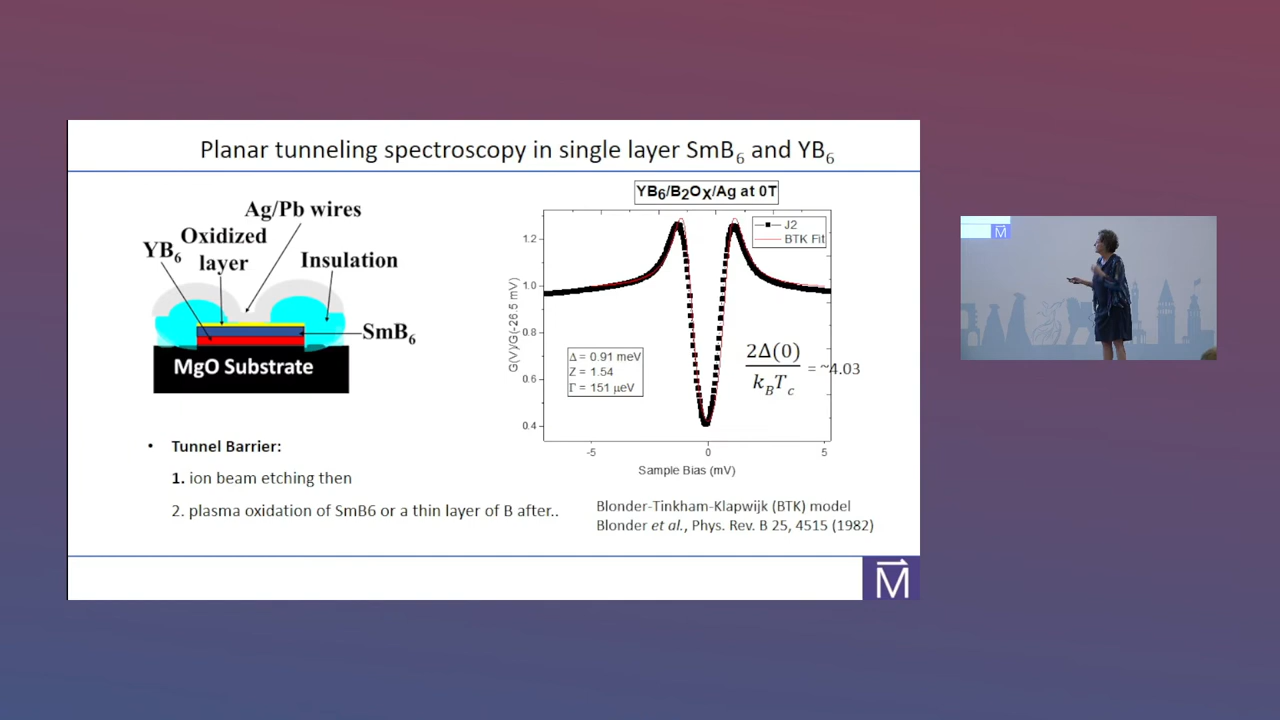 Planar tunneling spectroscopy in single layer SmB6 and YB6
Ag/Pb wires
Oxidized
layer
YB6
Insulation
SmB6
MgO Substrate
YB6/B2OX/Ag at 0T
J2
BTK Fit
1.2
1.0
0.8
0.6
0.4
G(V)/G(-26.5 mV)
Δ = 0.91 meV
Z = 1.54
Γ = 151 µeV
2Δ(0)
kBTc
= ~4.03
-5
0
5
Sample Bias (mV)
• Tunnel Barrier:
1. ion beam etching then
2. plasma oxidation of SmB6 or a thin layer of B after..
Blonder-Tinkham-Klapwijk (BTK) model
Blonder et al., Phys. Rev. B 25, 4515 (1982)
M
M